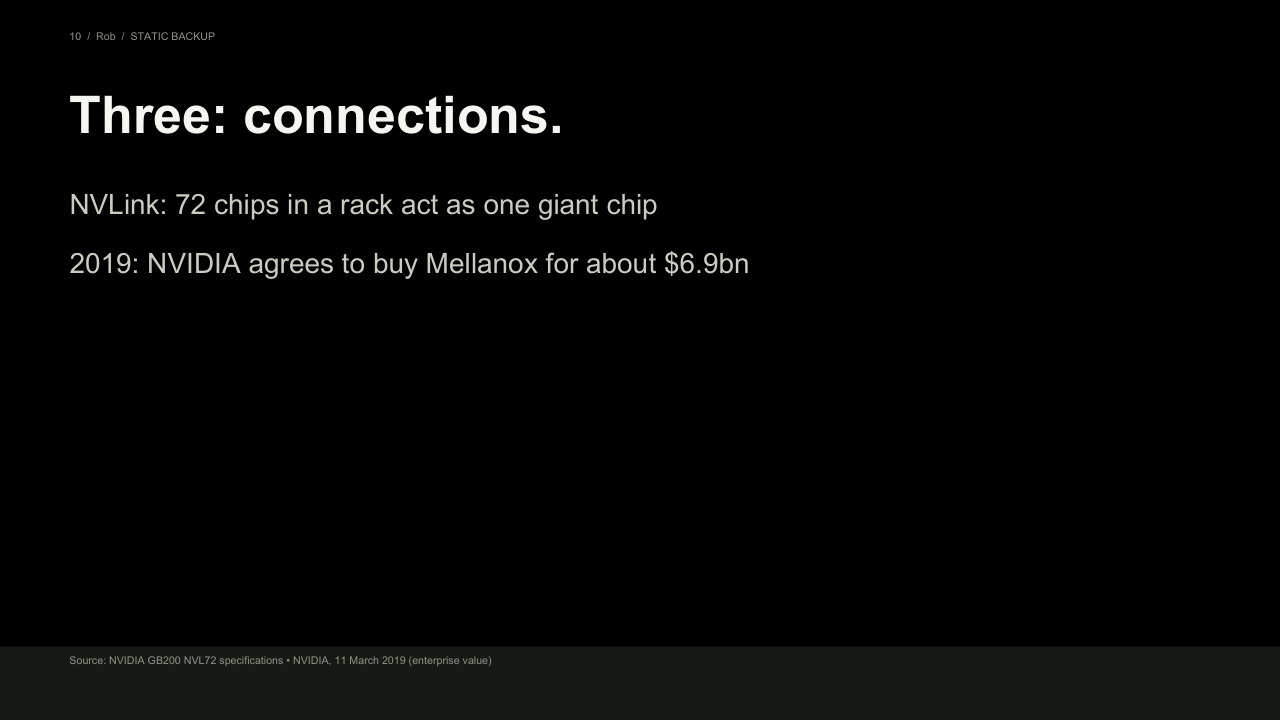 10 / Rob / STATIC BACKUP
Three: connections.
NVLink: 72 chips in a rack act as one giant chip
2019: NVIDIA agrees to buy Mellanox for about $6.9bn
Source: NVIDIA GB200 NVL72 specifications • NVIDIA, 11 March 2019 (enterprise value)